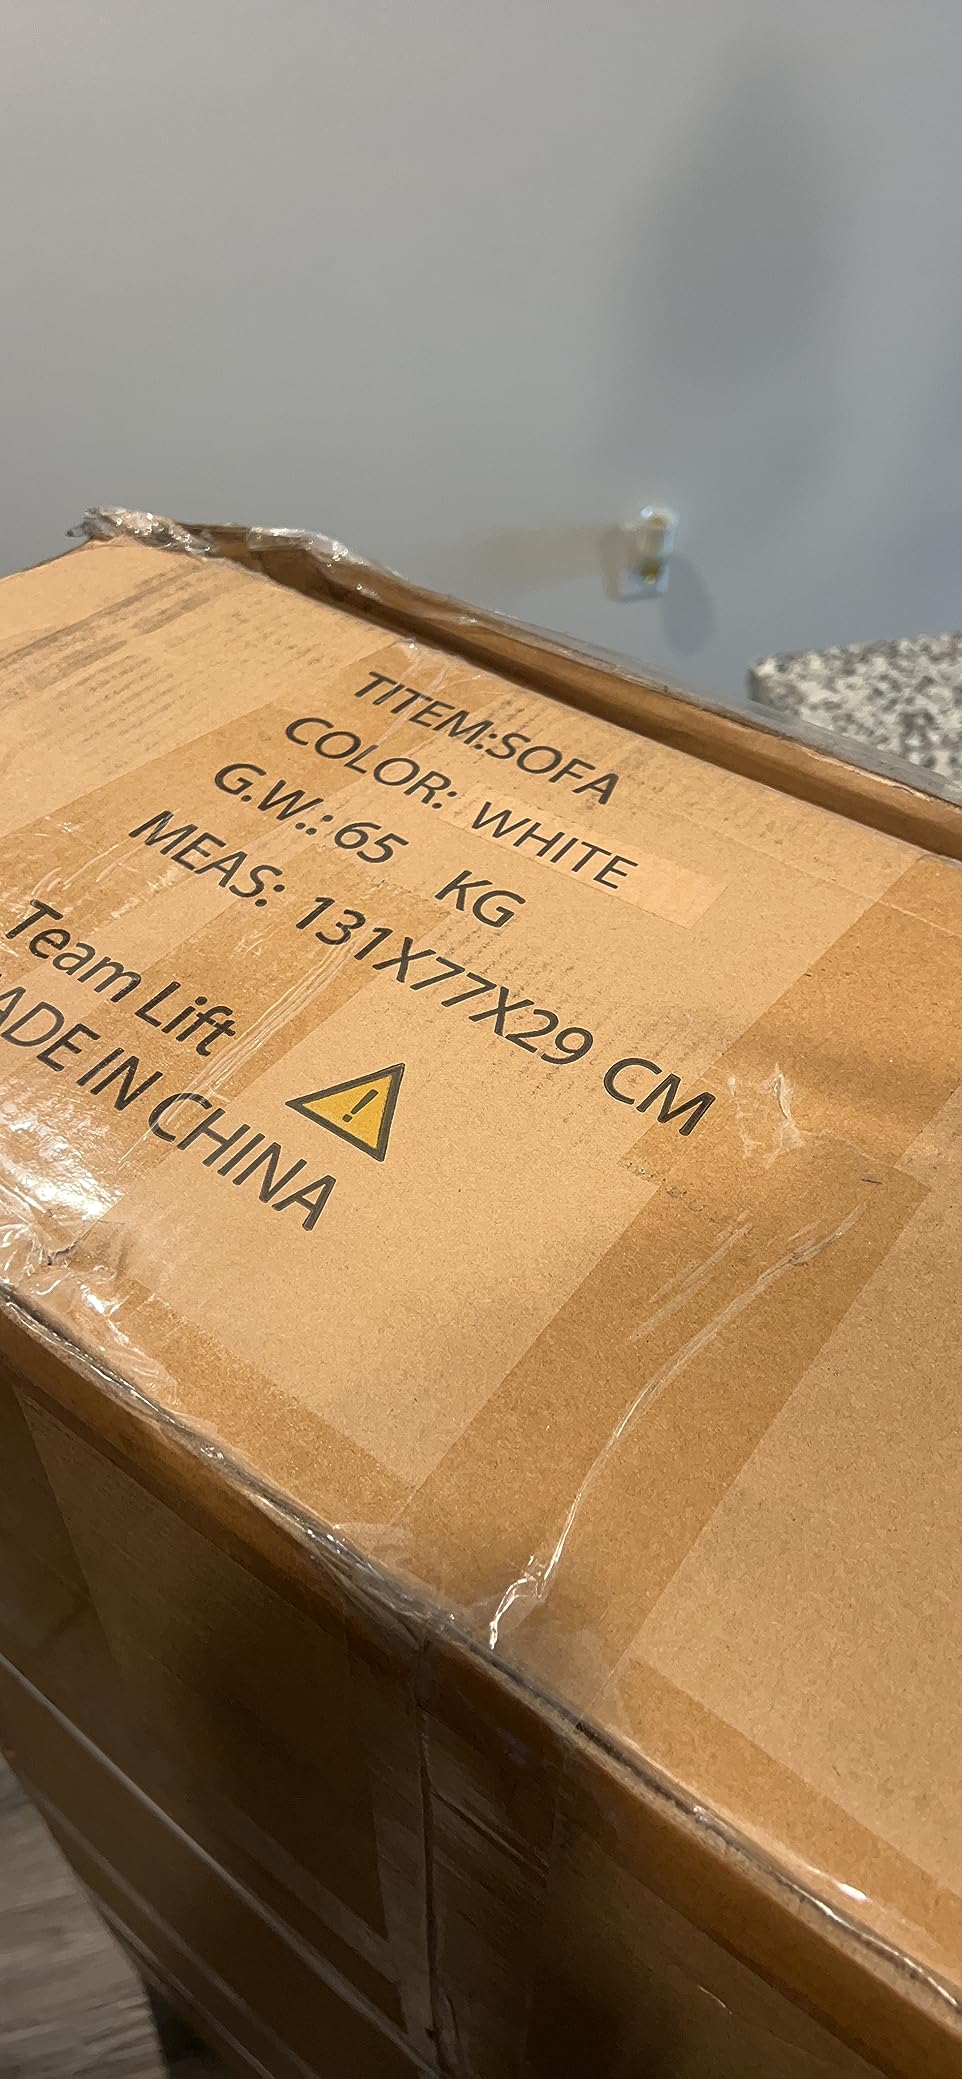 TITEM:SOFA
COLOR: WHITE
G.W.: 65 KG
MEAS: 131X77X29 CM
Team Lift
ADE IN CHINA